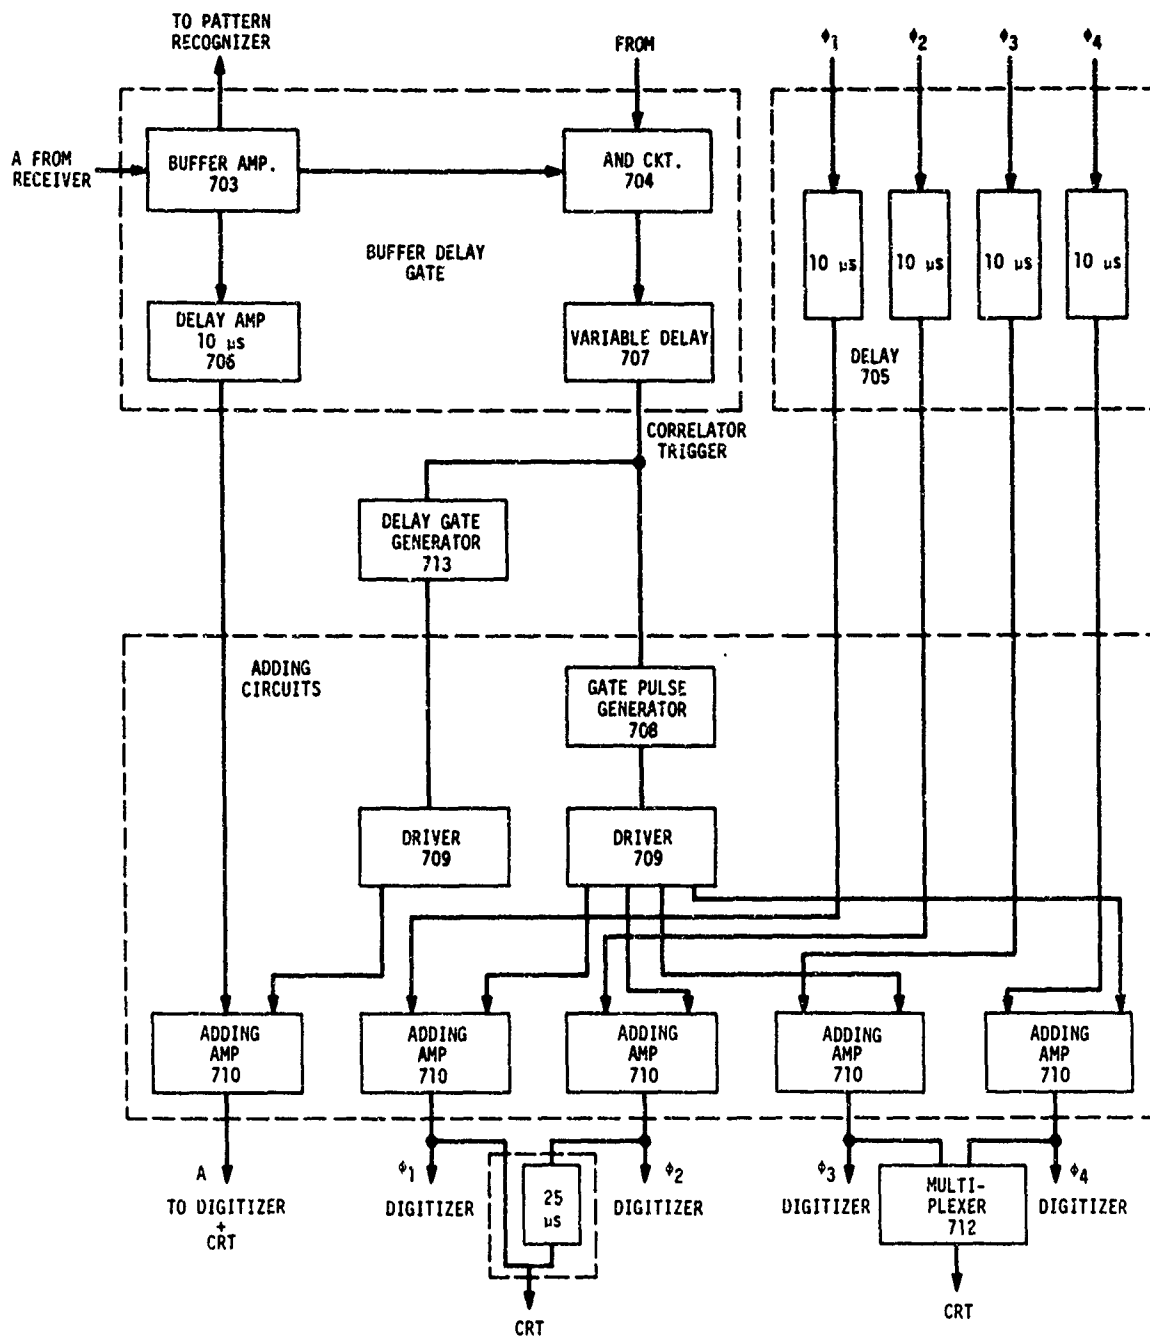 TO PATTERN
RECOGNIZER
FROM
ϕ1
ϕ2
ϕ3
ϕ4
A FROM
RECEIVER
BUFFER AMP.
703
AND CKT.
704
BUFFER DELAY
GATE
10 µs
10 µs
10 µs
10 µs
DELAY AMP
10 µs
706
VARIABLE DELAY
707
DELAY
705
CORRELATOR
TRIGGER
DELAY GATE
GENERATOR
713
ADDING
CIRCUITS
GATE PULSE
GENERATOR
708
DRIVER
709
DRIVER
709
ADDING
AMP
710
ADDING
AMP
710
ADDING
AMP
710
ADDING
AMP
710
ADDING
AMP
710
A
TO DIGITIZER
+
CRT
ϕ1
DIGITIZER
25
µs
ϕ2
DIGITIZER
ϕ3
DIGITIZER
MULTI-
PLEXER
712
ϕ4
DIGITIZER
CRT
CRT